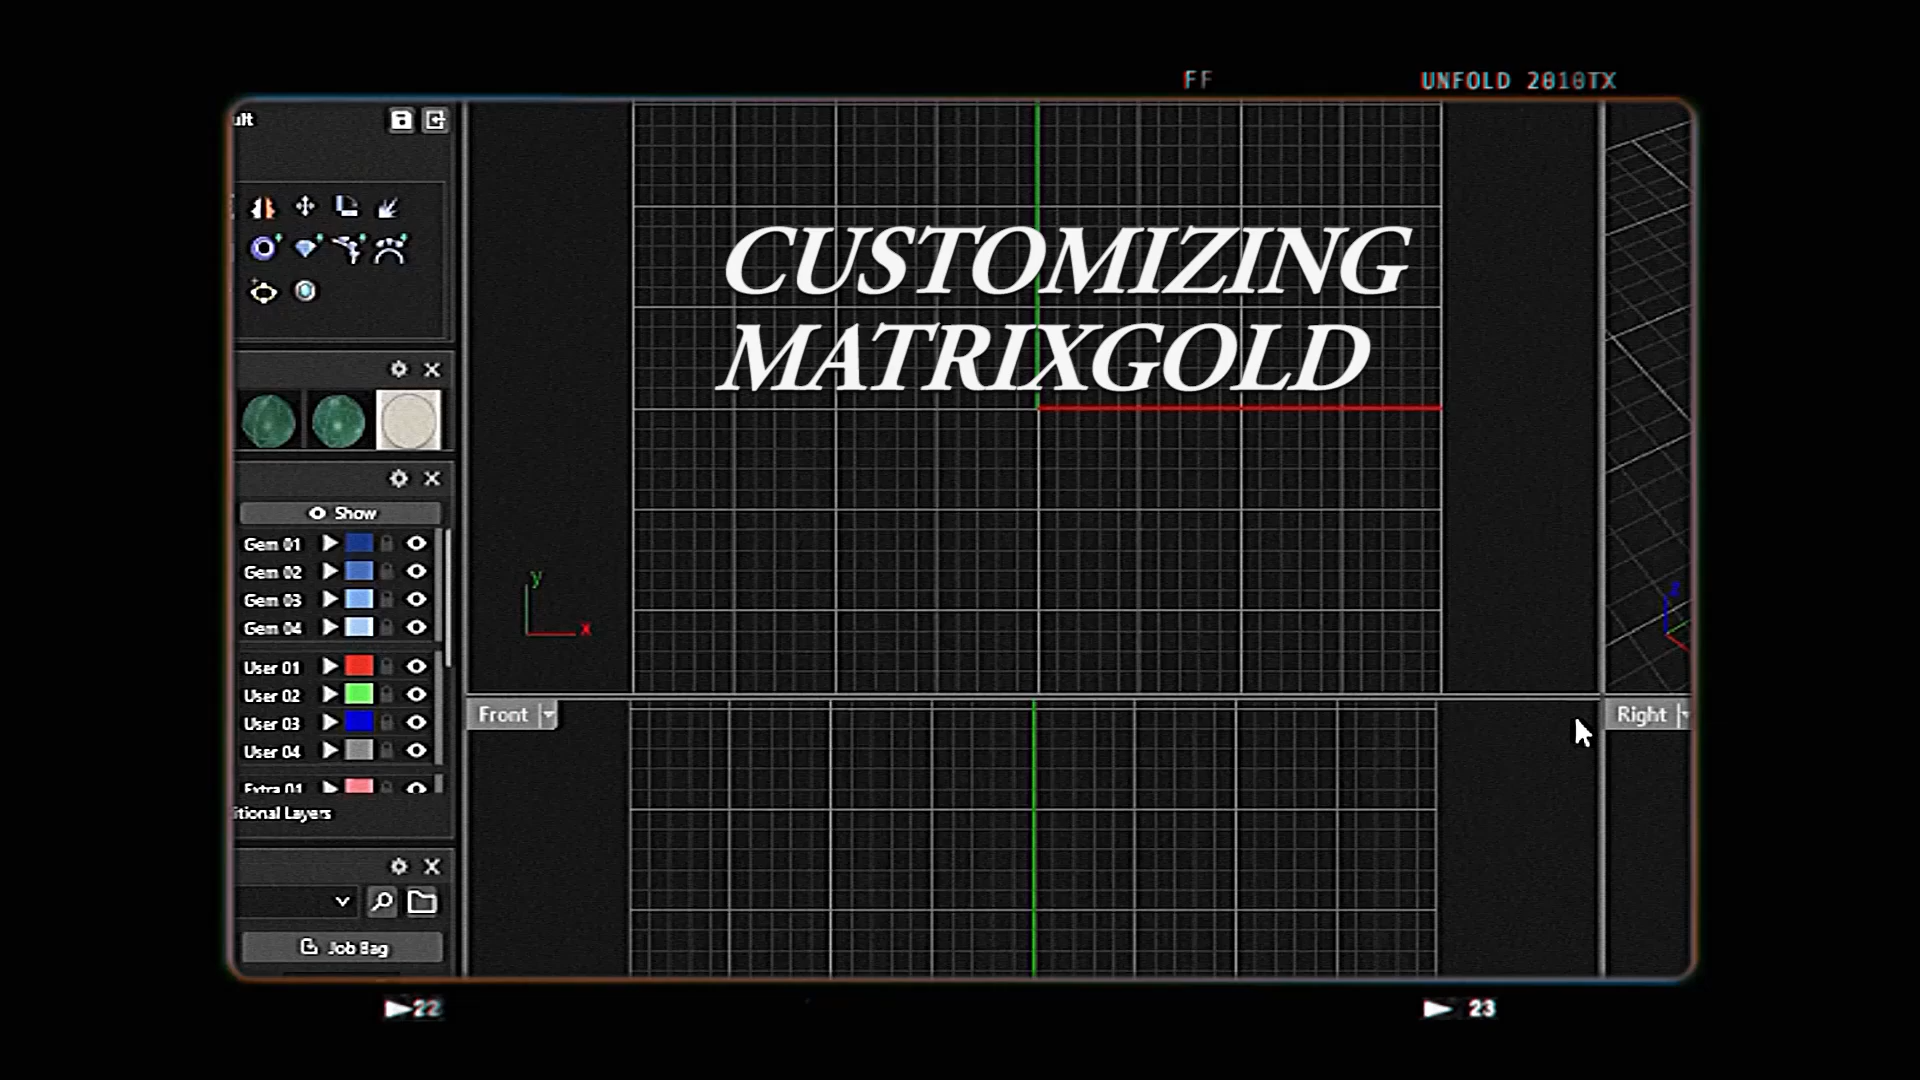 FF
UNFOLD 2810TX
ult
CUSTOMIZING
MATRIXGOLD
Show
Gem 01
Gem 02
Gem 03
Gem 04
User 01
User 02
User 03
User 04
Extra 01
itional Layers
Job Bag
y
x
z
Front
Right
22
23